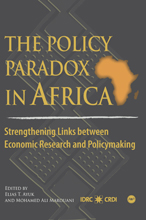 THE POLICY
PARADOX
IN AFRICA
Strengthening Links between
Economic Research and Policymaking
EDITED BY
ELIAS T. AYUK
AND MOHAMED ALI MAROUANI
IDRC CRDI